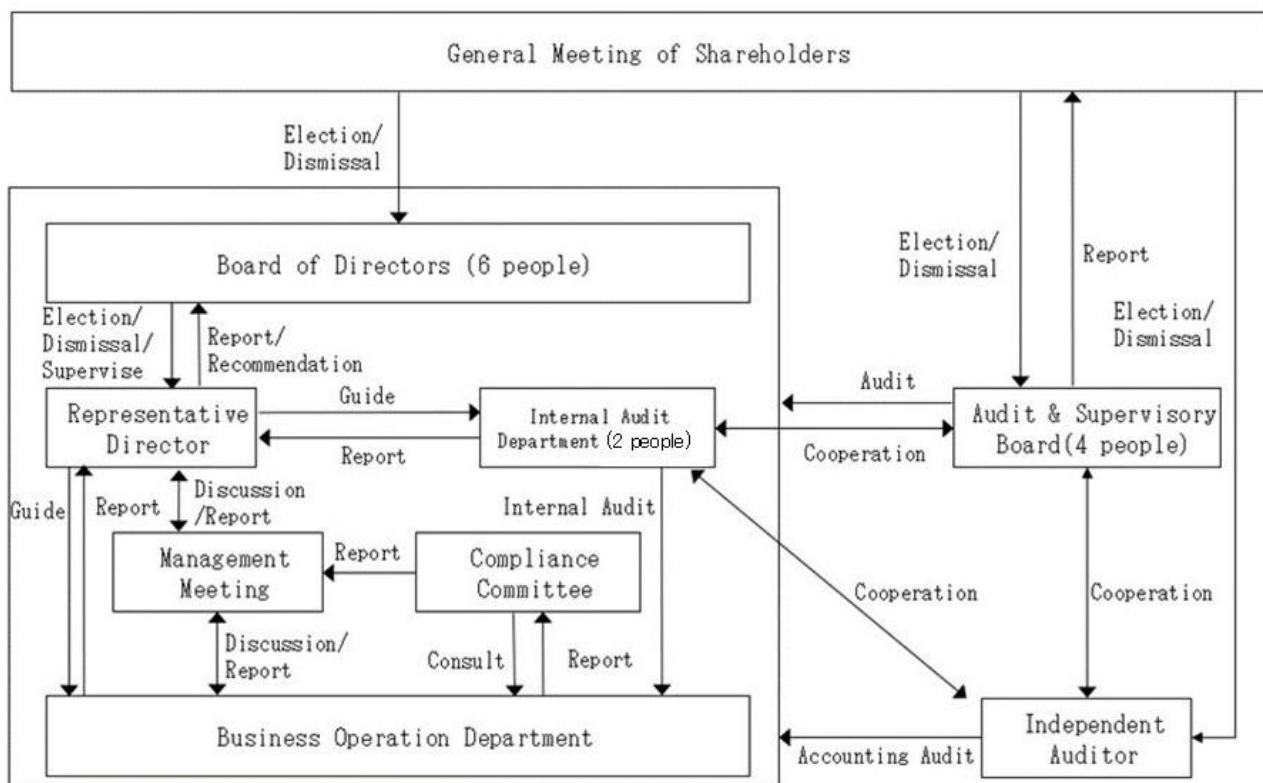 General Meeting of Shareholders
Election/
Dismissal
Board of Directors (6 people)
Election/
Dismissal
Report
Election/
Dismissal
Election/
Dismissal/
Supervise
Report/
Recommendation
Representative
Director
Guide
Report
Internal Audit
Department (2 people)
Audit
Cooperation
Audit & Supervisory
Board(4 people)
Guide
Report
Discussion
/Report
Internal Audit
Management
Meeting
Report
Compliance
Committee
Cooperation
Cooperation
Discussion/
Report
Consult
Report
Business Operation Department
Accounting Audit
Independent
Auditor